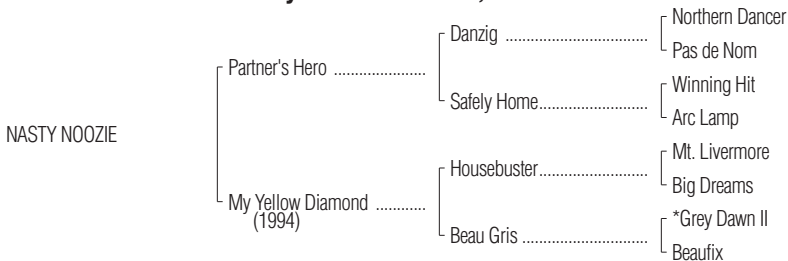 Northern Dancer
Danzig ........................................
Pas de Nom
Partner's Hero ......................
Winning Hit
Safely Home..............................
Arc Lamp
NASTY NOOZIE
Mt. Livermore
Housebuster..............................
Big Dreams
My Yellow Diamond ............
(1994)
*Grey Dawn II
Beau Gris ...................................
Beaufix